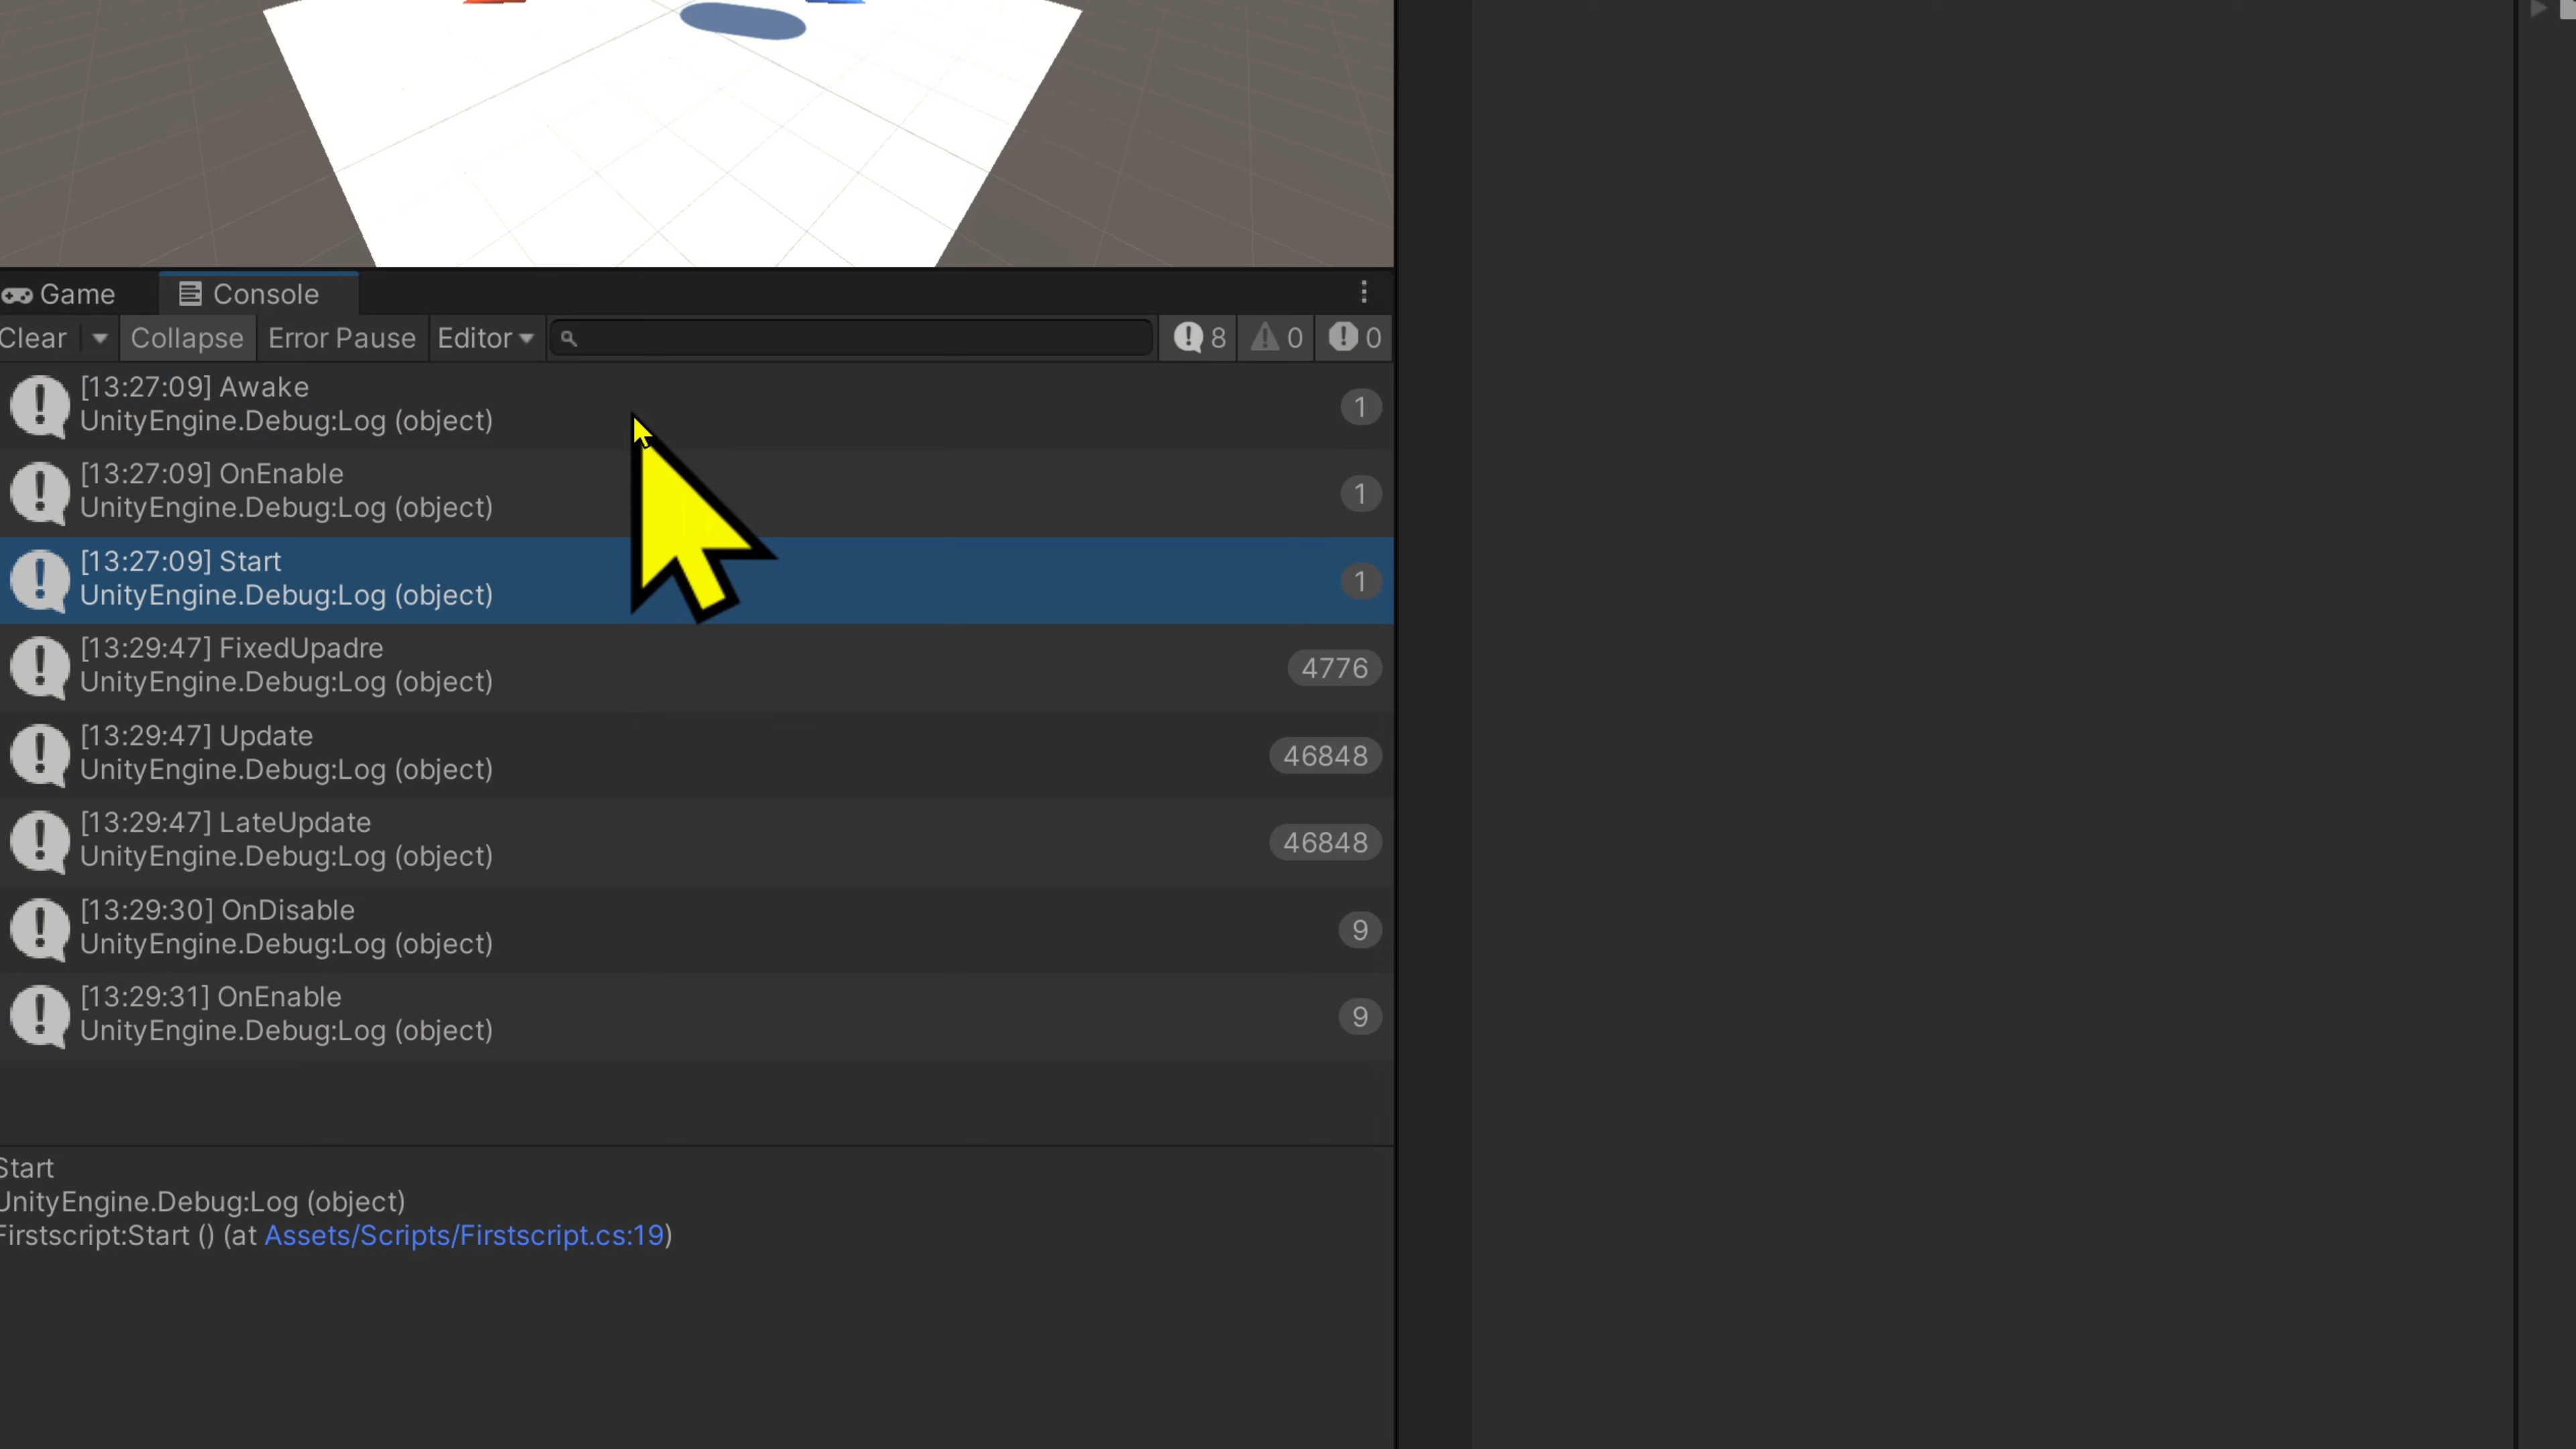 Game
Console
Clear
Collapse
Error Pause
Editor
8
0
0
[13:27:09] Awake
UnityEngine.Debug:Log (object)
1
[13:27:09] OnEnable
UnityEngine.Debug:Log (object)
1
[13:27:09] Start
UnityEngine.Debug:Log (object)
1
[13:29:47] FixedUpadre
UnityEngine.Debug:Log (object)
4776
[13:29:47] Update
UnityEngine.Debug:Log (object)
46848
[13:29:47] LateUpdate
UnityEngine.Debug:Log (object)
46848
[13:29:30] OnDisable
UnityEngine.Debug:Log (object)
9
[13:29:31] OnEnable
UnityEngine.Debug:Log (object)
9
Start
UnityEngine.Debug:Log (object)
Firstscript:Start () (at Assets/Scripts/Firstscript.cs:19)